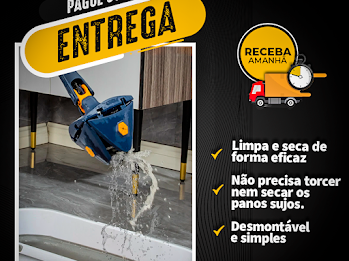 ENTREGA
RECEBA
AMANHÃ
Limpa e seca de
forma eficaz
Não precisa torcer
nem secar os
panos sujos.
Desmontável
e simples